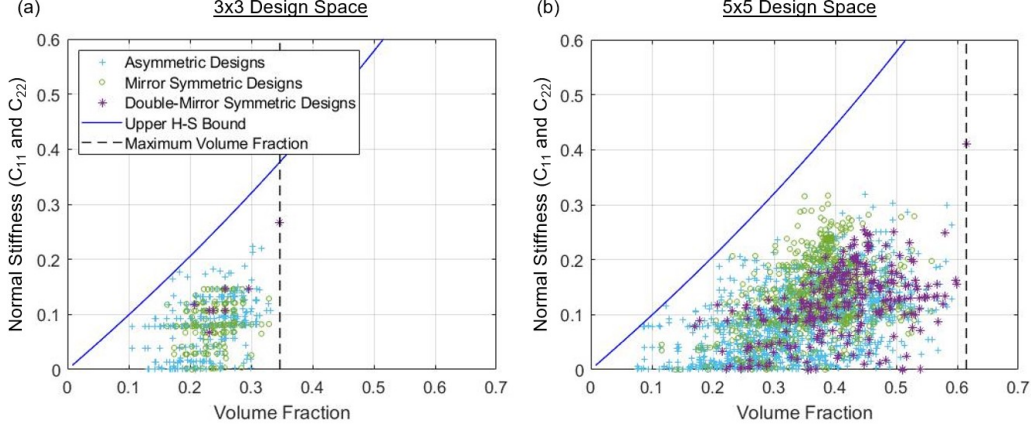 (a)
3x3 Design Space
Normal Stiffness (C11 and C22)
0.6
0.5
0.4
0.3
0.2
0.1
0
Asymmetric Designs
Mirror Symmetric Designs
Double-Mirror Symmetric Designs
Upper H-S Bound
Maximum Volume Fraction
0 0.1 0.2 0.3 0.4 0.5 0.6 0.7
Volume Fraction
(b)
5x5 Design Space
Normal Stiffness (C11 and C22)
0.6
0.5
0.4
0.3
0.2
0.1
0
0 0.1 0.2 0.3 0.4 0.5 0.6 0.7
Volume Fraction